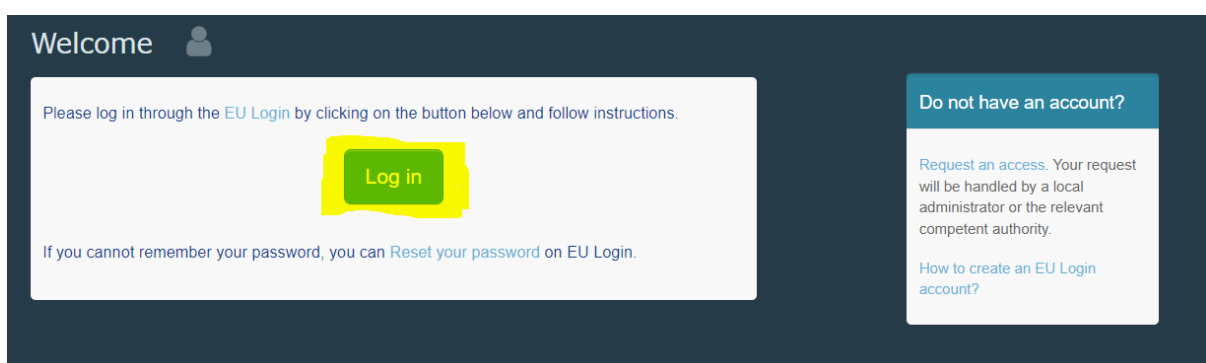 Welcome
Please log in through the EU Login by clicking on the button below and follow instructions.
Log in
If you cannot remember your password, you can Reset your password on EU Login.
Do not have an account?
Request an access. Your request
will be handled by a local
administrator or the relevant
competent authority.
How to create an EU Login
account?